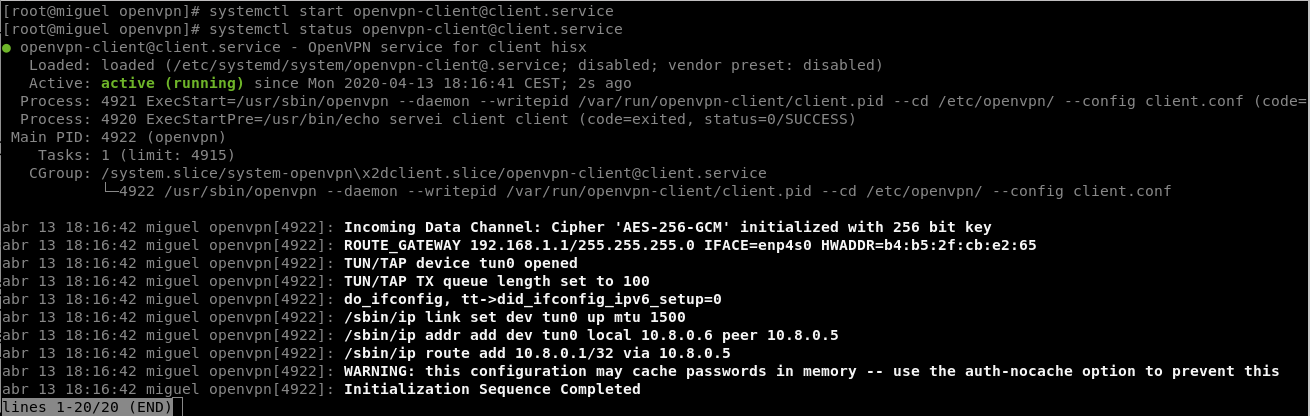 [root@miguel openvpn]# systemctl start openvpn-client@client.service
[root@miguel openvpn]# systemctl status openvpn-client@client.service
● openvpn-client@client.service - OpenVPN service for client hisx
   Loaded: loaded (/etc/systemd/system/openvpn-client@.service; disabled; vendor preset: disabled)
   Active: active (running) since Mon 2020-04-13 18:16:41 CEST; 2s ago
  Process: 4921 ExecStart=/usr/sbin/openvpn --daemon --writepid /var/run/openvpn-client/client.pid --cd /etc/openvpn/ --config client.conf (code=
  Process: 4920 ExecStartPre=/usr/bin/echo servei client client (code=exited, status=0/SUCCESS)
 Main PID: 4922 (openvpn)
    Tasks: 1 (limit: 4915)
   CGroup: /system.slice/system-openvpn\x2dclient.slice/openvpn-client@client.service
           └─4922 /usr/sbin/openvpn --daemon --writepid /var/run/openvpn-client/client.pid --cd /etc/openvpn/ --config client.conf
abr 13 18:16:42 miguel openvpn[4922]: Incoming Data Channel: Cipher 'AES-256-GCM' initialized with 256 bit key
abr 13 18:16:42 miguel openvpn[4922]: ROUTE_GATEWAY 192.168.1.1/255.255.255.0 IFACE=enp4s0 HWADDR=b4:b5:2f:cb:e2:65
abr 13 18:16:42 miguel openvpn[4922]: TUN/TAP device tun0 opened
abr 13 18:16:42 miguel openvpn[4922]: TUN/TAP TX queue length set to 100
abr 13 18:16:42 miguel openvpn[4922]: do_ifconfig, tt->did_ifconfig_ipv6_setup=0
abr 13 18:16:42 miguel openvpn[4922]: /sbin/ip link set dev tun0 up mtu 1500
abr 13 18:16:42 miguel openvpn[4922]: /sbin/ip addr add dev tun0 local 10.8.0.6 peer 10.8.0.5
abr 13 18:16:42 miguel openvpn[4922]: /sbin/ip route add 10.8.0.1/32 via 10.8.0.5
abr 13 18:16:42 miguel openvpn[4922]: WARNING: this configuration may cache passwords in memory -- use the auth-nocache option to prevent this
abr 13 18:16:42 miguel openvpn[4922]: Initialization Sequence Completed
lines 1-20/20 (END)